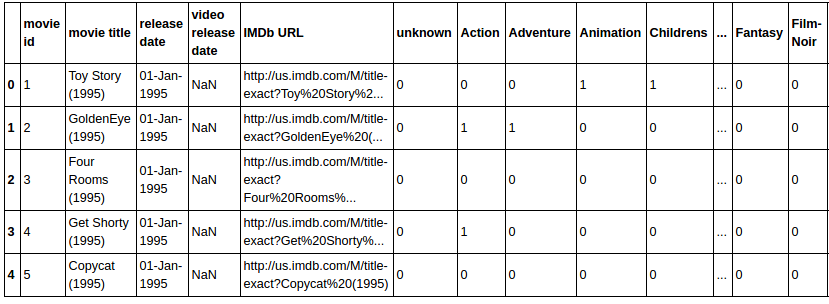 movie id movie title release date video release date IMDb URL unknown Action Adventure Animation Childrens ... Fantasy Film-Noir
0 1 Toy Story (1995) 01-Jan-1995 NaN http://us.imdb.com/M/title-exact?Toy%20Story%2... 0 0 0 1 1 ... 0 0
1 2 GoldenEye (1995) 01-Jan-1995 NaN http://us.imdb.com/M/title-exact?GoldenEye%20(... 0 1 1 0 0 ... 0 0
2 3 Four Rooms (1995) 01-Jan-1995 NaN http://us.imdb.com/M/title-exact?Four%20Rooms%... 0 0 0 0 0 ... 0 0
3 4 Get Shorty (1995) 01-Jan-1995 NaN http://us.imdb.com/M/title-exact?Get%20Shorty%... 0 1 0 0 0 ... 0 0
4 5 Copycat (1995) 01-Jan-1995 NaN http://us.imdb.com/M/title-exact?Copycat%20(1995) 0 0 0 0 0 ... 0 0